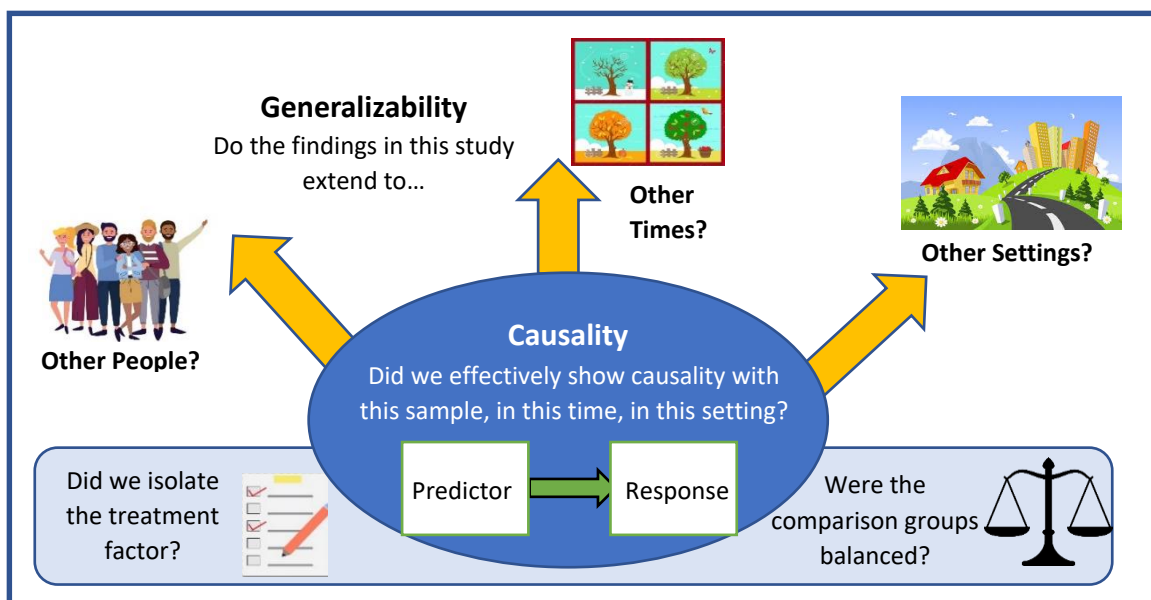 Generalizability
Do the findings in this study
extend to…
Other
Times?
Other Settings?
Other People?
Causality
Did we effectively show causality with
this sample, in this time, in this setting?
Predictor
Response
Did we isolate
the treatment
factor?
Were the
comparison groups
balanced?